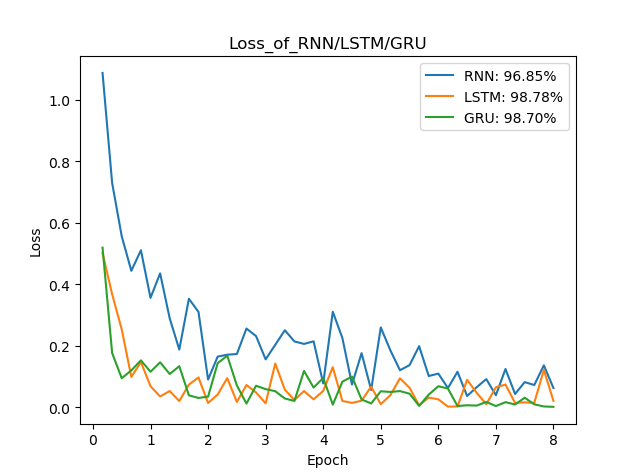 Loss_of_RNN/LSTM/GRU
RNN: 96.85%
LSTM: 98.78%
GRU: 98.70%
Loss
1.0
0.8
0.6
0.4
0.2
0.0
0 1 2 3 4 5 6 7 8
Epoch